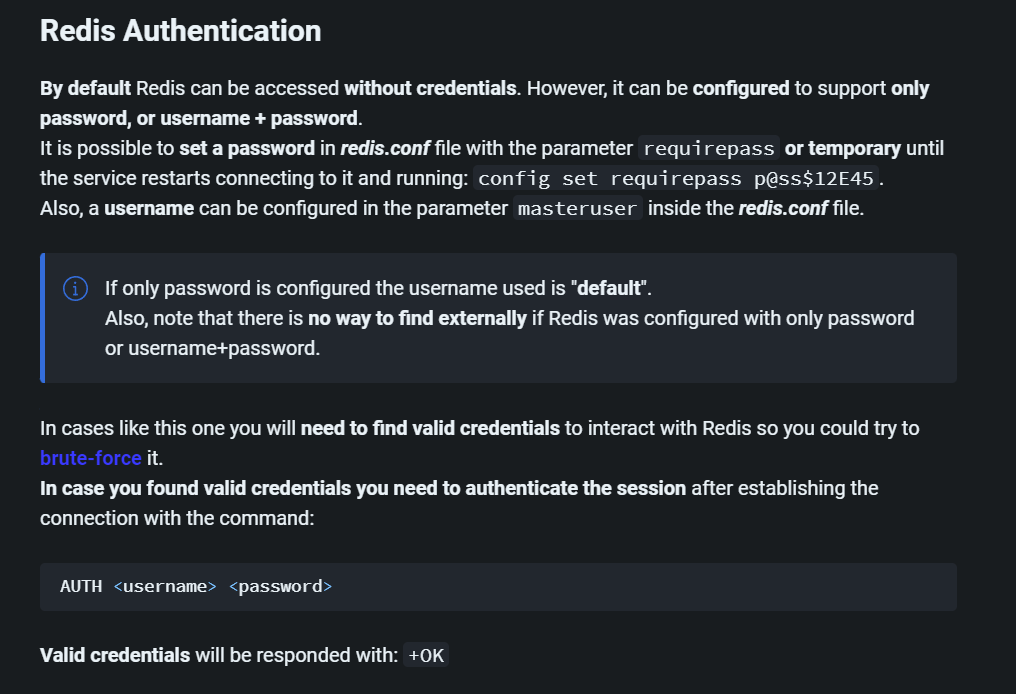 Redis Authentication
By default Redis can be accessed without credentials. However, it can be configured to support only
password, or username + password.
It is possible to set a password in redis.conf file with the parameter requirepass or temporary until
the service restarts connecting to it and running: config set requirepass p@ss$12E45.
Also, a username can be configured in the parameter masteruser inside the redis.conf file.
If only password is configured the username used is "default".
Also, note that there is no way to find externally if Redis was configured with only password
or username+password.
In cases like this one you will need to find valid credentials to interact with Redis so you could try to
brute-force it.
In case you found valid credentials you need to authenticate the session after establishing the
connection with the command:
AUTH <username> <password>
Valid credentials will be responded with: +OK